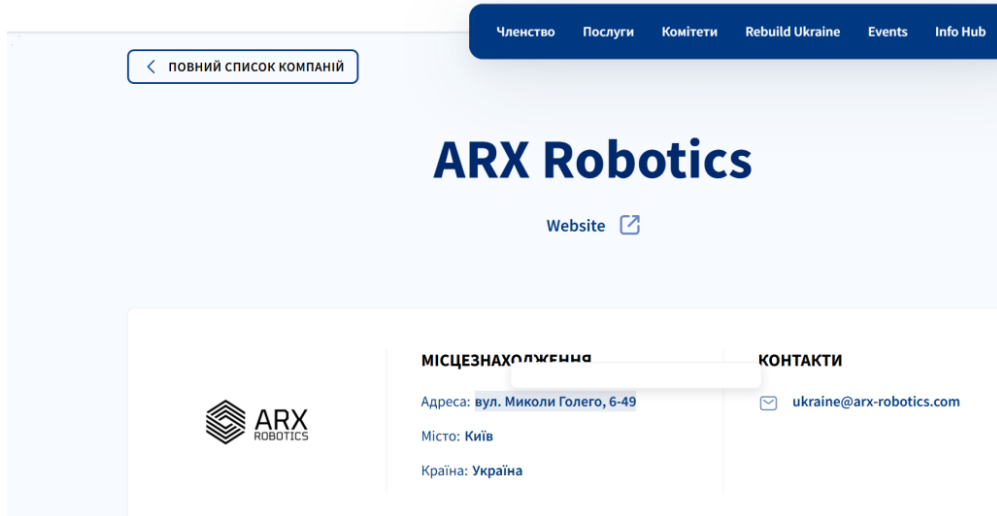 Членство Послуги Комітети Rebuild Ukraine Events Info Hub
ПОВНИЙ СПИСОК КОМПАНІЙ
ARX Robotics
Website
ARX
ROBOTICS
МІСЦЕЗНАХОДЖЕННЯ
Адреса: вул. Миколи Голего, 6-49
Місто: Київ
Країна: Україна
КОНТАКТИ
ukraine@arx-robotics.com